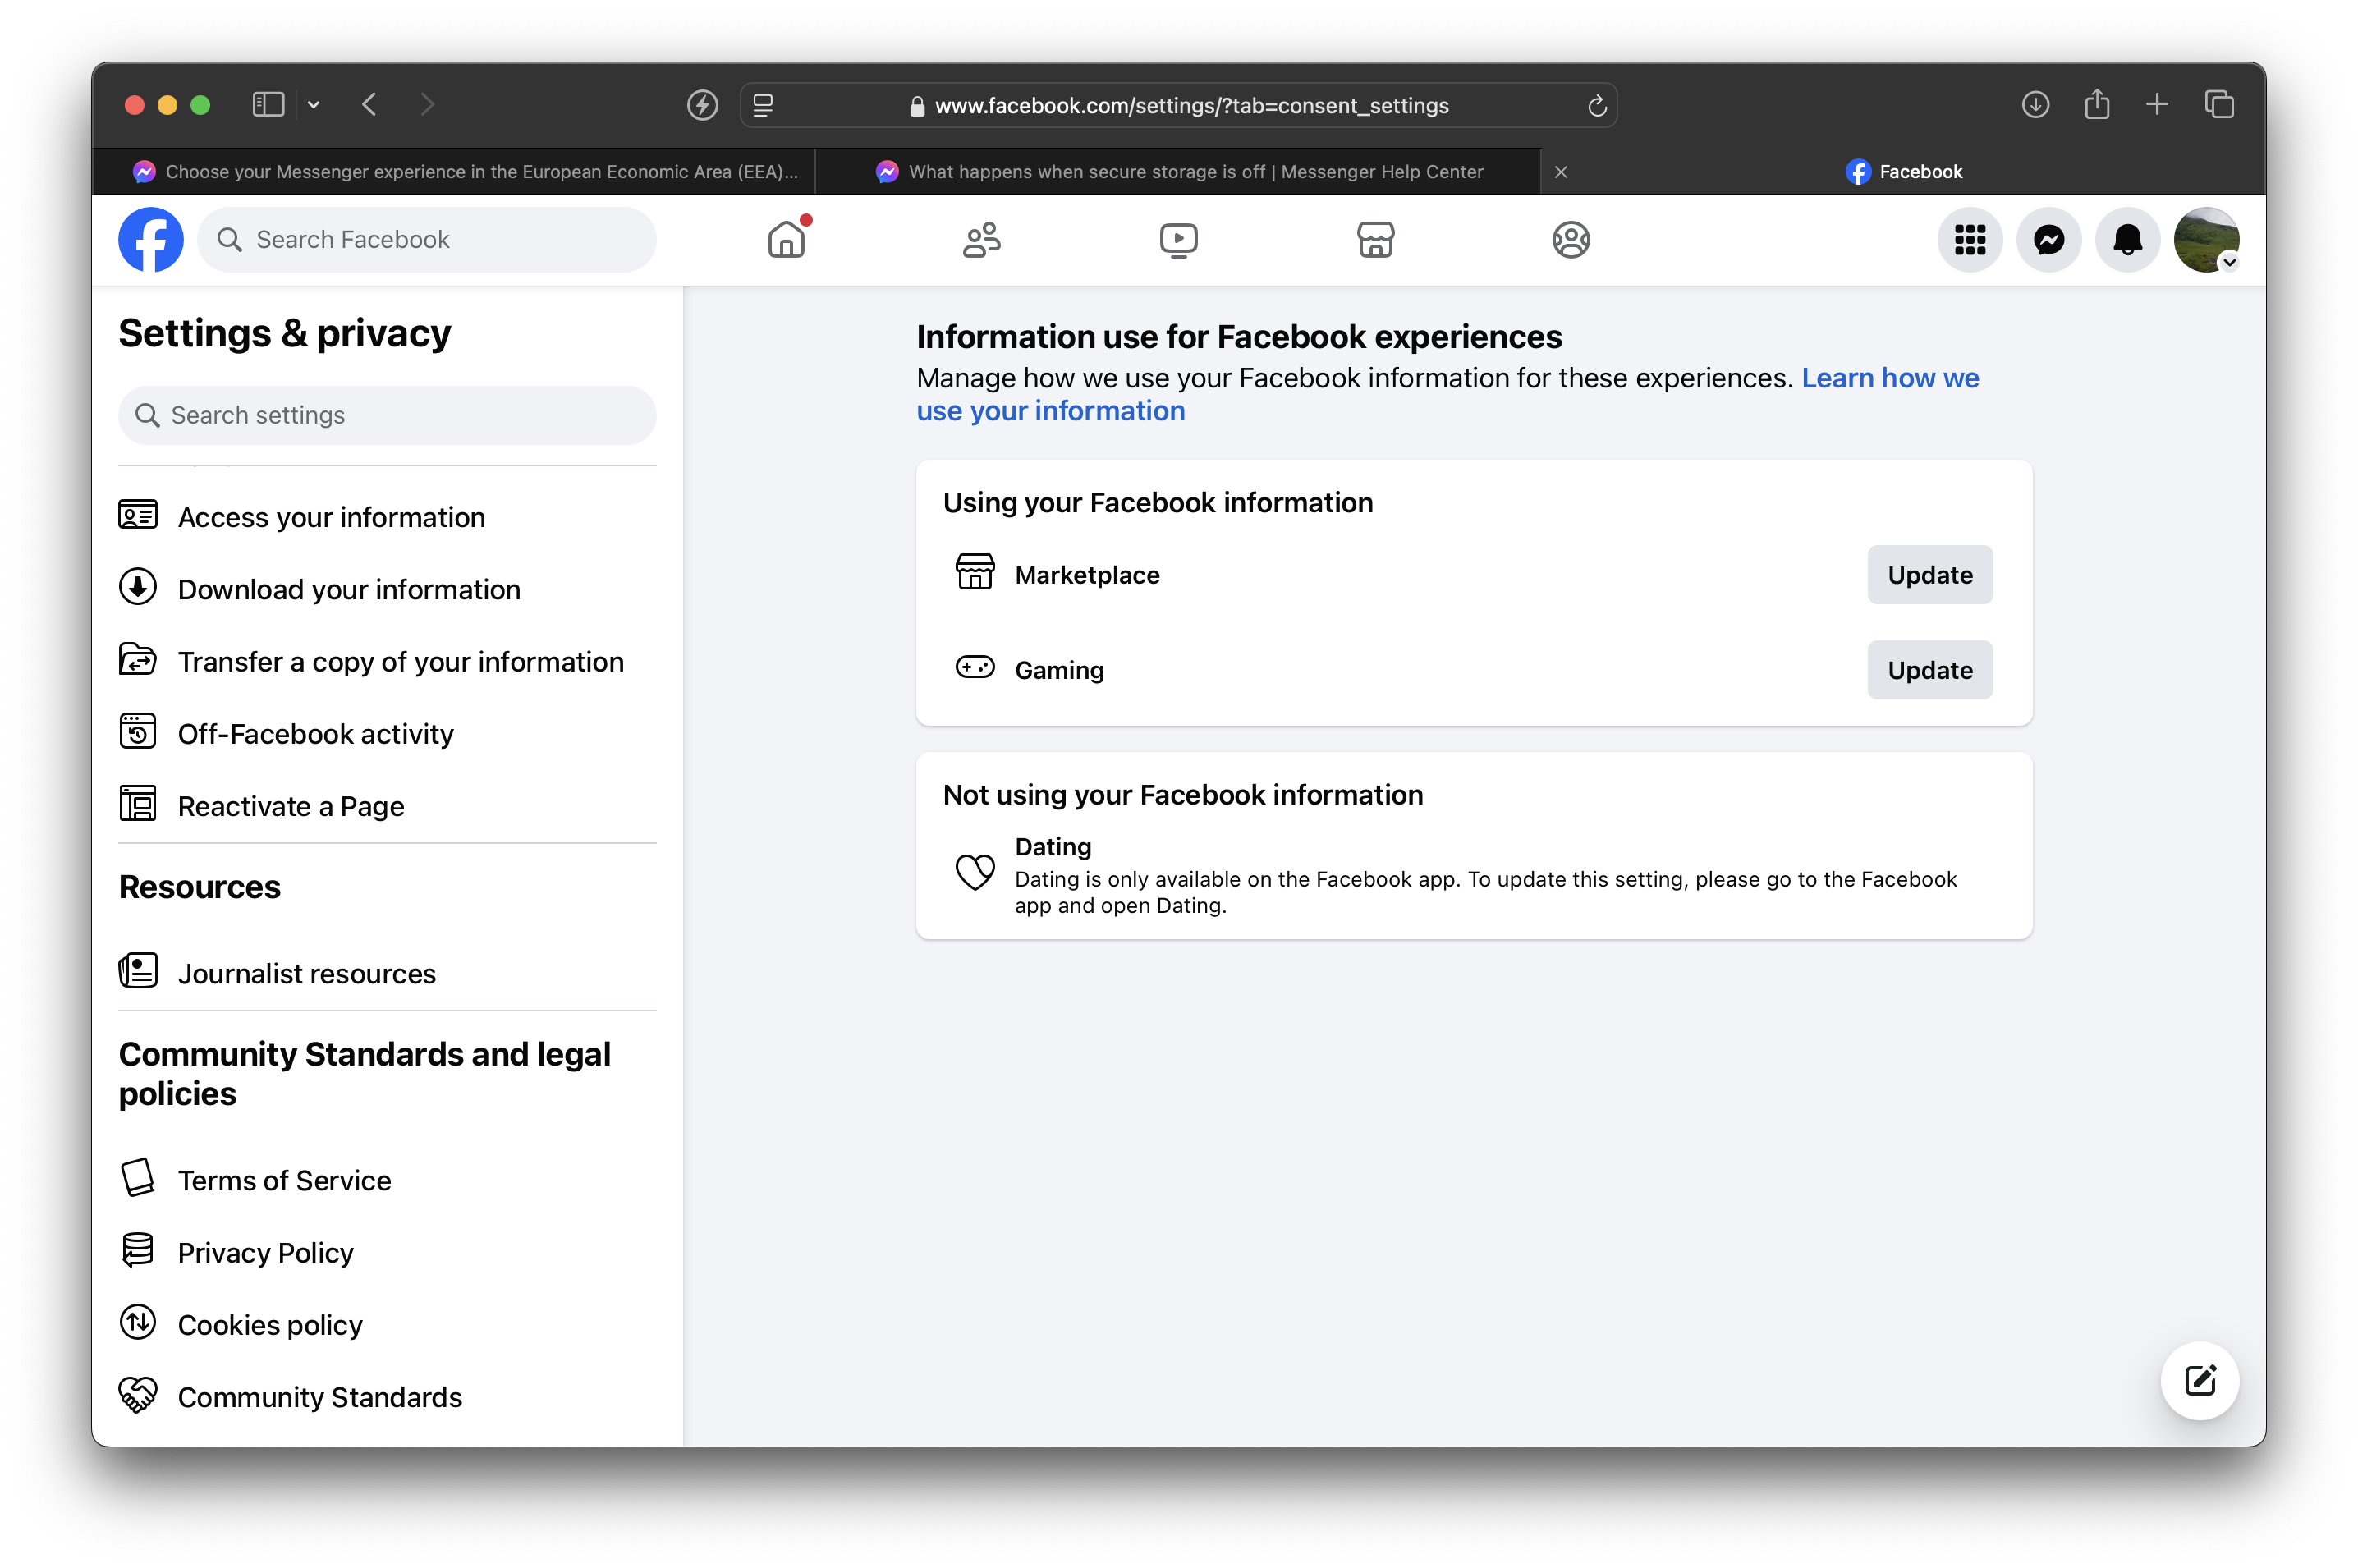 www.facebook.com/settings/?tab=consent_settings
Choose your Messenger experience in the European Economic Area (EEA)...
What happens when secure storage is off | Messenger Help Center
Facebook
Search Facebook
Settings & privacy
Search settings
Access your information
Download your information
Transfer a copy of your information
Off-Facebook activity
Reactivate a Page
Resources
Journalist resources
Community Standards and legal
policies
Terms of Service
Privacy Policy
Cookies policy
Community Standards
Information use for Facebook experiences
Manage how we use your Facebook information for these experiences. Learn how we
use your information
Using your Facebook information
Marketplace
Update
Gaming
Update
Not using your Facebook information
Dating
Dating is only available on the Facebook app. To update this setting, please go to the Facebook
app and open Dating.